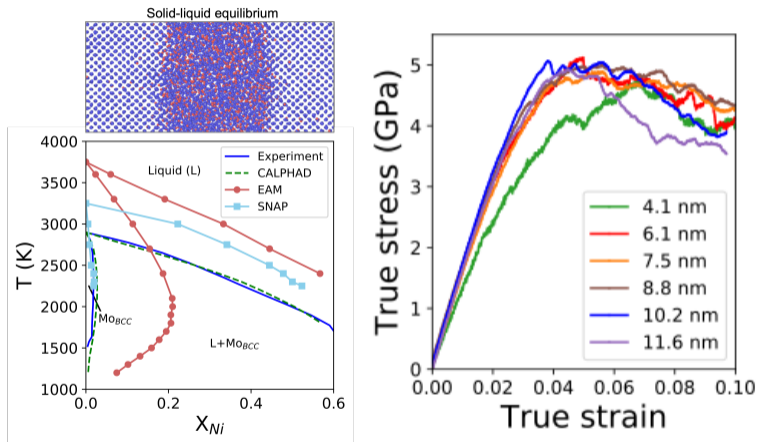 Solid-liquid equilibrium
4000
3500
3000
2500
2000
1500
1000
T (K)
Liquid (L)
Experiment
CALPHAD
EAM
SNAP
Mo_BCC
L+Mo_BCC
0.0 0.2 0.4 0.6
X_Ni
True stress (GPa)
5
4
3
2
1
0
4.1 nm
6.1 nm
7.5 nm
8.8 nm
10.2 nm
11.6 nm
0.00 0.02 0.04 0.06 0.08 0.10
True strain